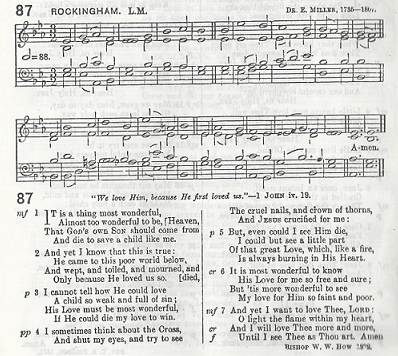 87 ROCKINGHAM. L.M. DR. E. MILLER, 1735—
=88.
A-men.
87
"We love Him, because He first loved us."—1 JOHN iv. 19.
mf 1 IT is a thing most wonderful,
Almost too wonderful to be, [Heaven,
That GOD'S own SON should come from
And die to save a child like me.
2 And yet I know that this is true:
He came to this poor world below,
And wept, and toiled, and mourned, and
Only because He loved us so. [died,
p 3 I cannot tell how He could love
A child so weak and full of sin;
His Love must be most wonderful,
If He could die my love to win.
pp 4 I sometimes think about the Cross,
And shut my eyes, and try to see
The cruel nails, and crown of thorns,
And JESUS crucified for me:
p 5 But, even could I see Him die,
I could but see a little part
Of that great Love, which, like a fire,
Is always burning in His Heart.
cr 6 It is most wonderful to know
His Love for me so free and sure;
But 'tis more wonderful to see
My love for Him so faint and poor.
mf 7 And yet I want to love Thee, LORD:
O light the flame within my heart,
cr And I will love Thee more and more,
f Until I see Thee as Thou art. Amen
BISHOP W. W. HOW